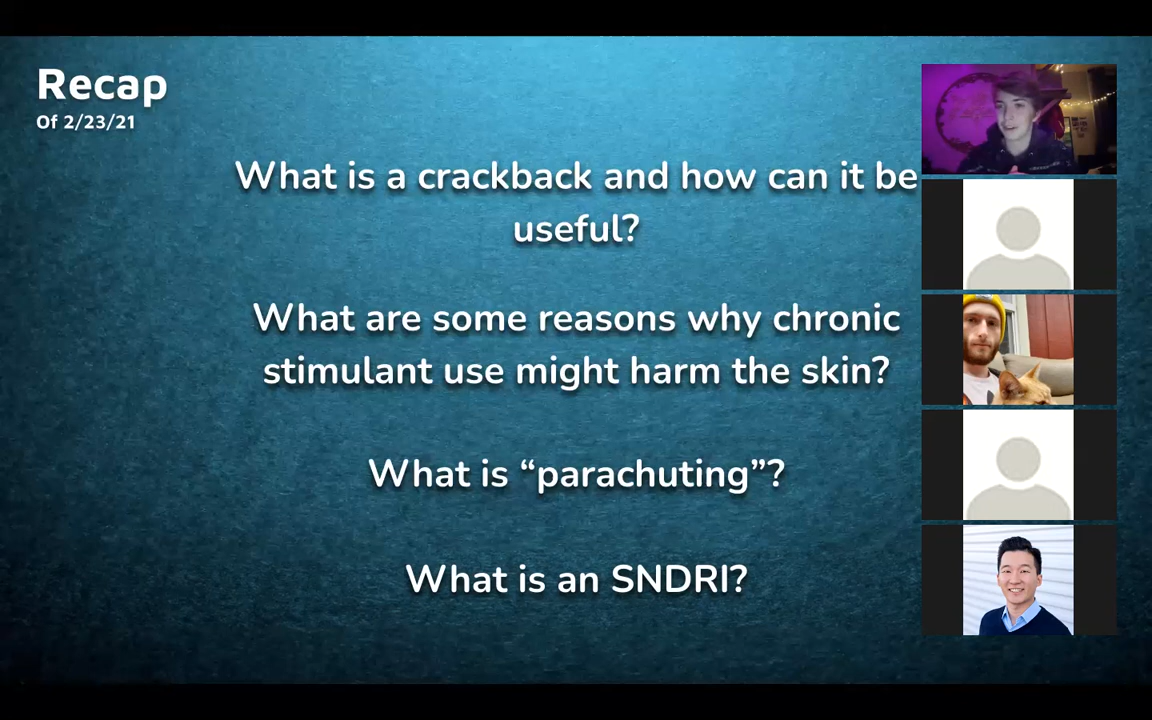 Recap
Of 2/23/21
What is a crackback and how can it be
useful?
What are some reasons why chronic
stimulant use might harm the skin?
What is “parachuting”?
What is an SNDRI?